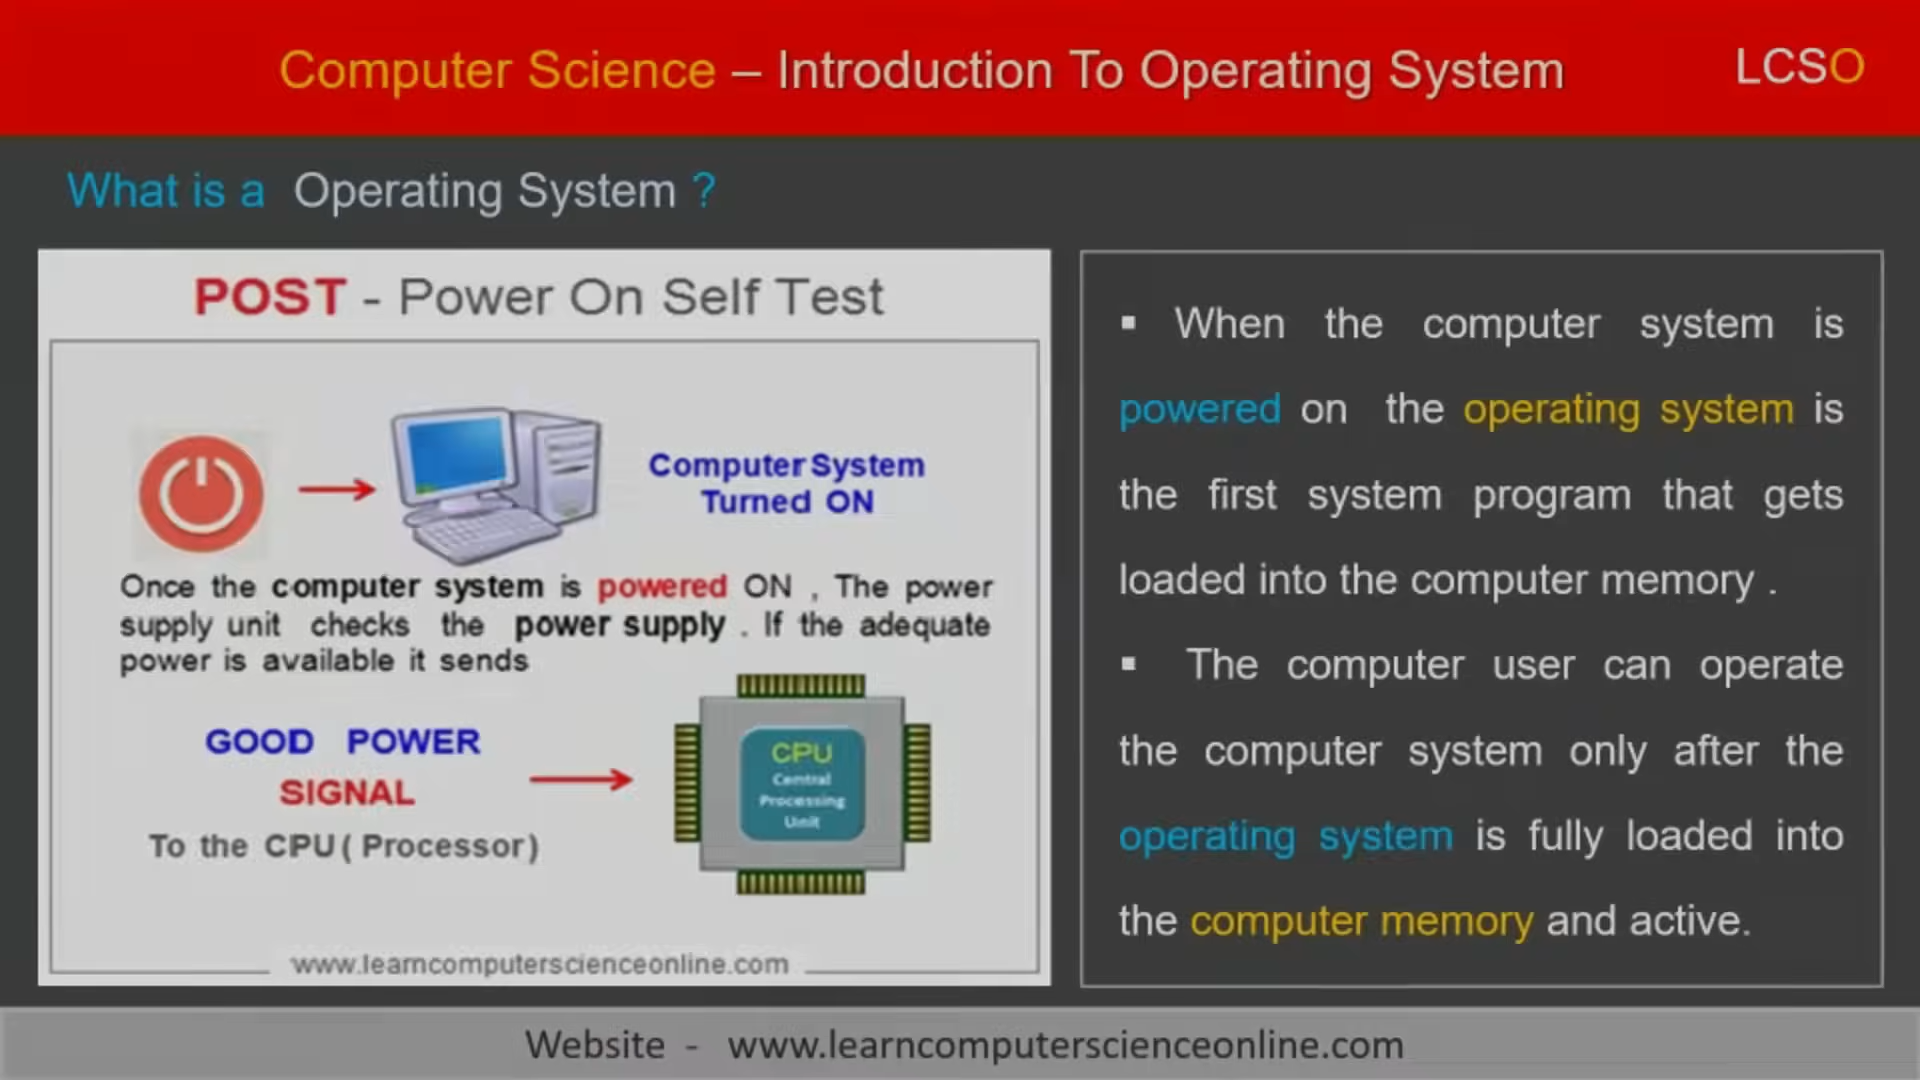 Computer Science – Introduction To Operating System
LCSO
What is a Operating System ?
POST - Power On Self Test
Computer System
Turned ON
Once the computer system is powered ON , The power
supply unit checks the power supply . If the adequate
power is available it sends
GOOD POWER
SIGNAL
To the CPU ( Processor )
CPU
Central
Processing
Unit
www.learncomputerscienceonline.com
▪ When the computer system is
powered on the operating system is
the first system program that gets
loaded into the computer memory .
▪ The computer user can operate
the computer system only after the
operating system is fully loaded into
the computer memory and active.
Website - www.learncomputerscienceonline.com